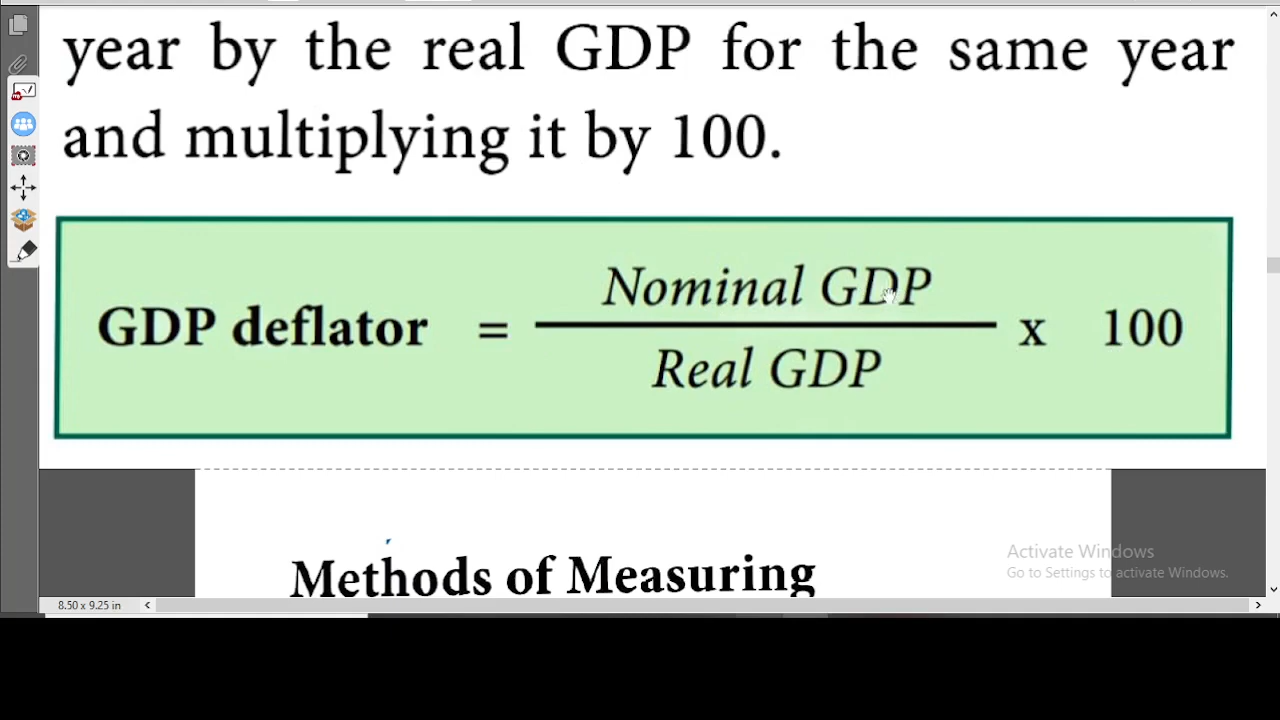 year by the real GDP for the same year
and multiplying it by 100.
GDP deflator = Nominal GDP / Real GDP x 100
Methods of Measuring
Activate Windows
Go to Settings to activate Windows.
8.50 x 9.25 in